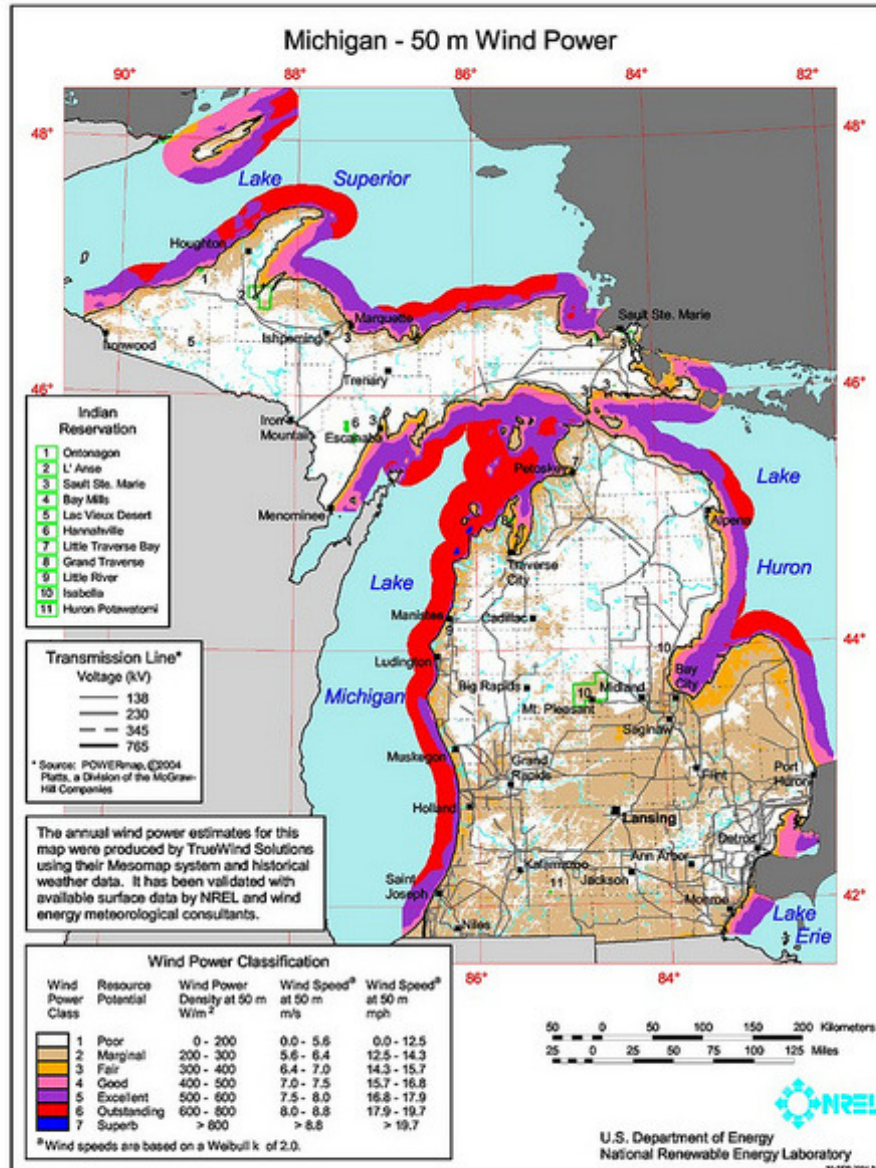 Michigan - 50 m Wind Power
90° 88° 86° 84° 82°
48° 48°
Lake Superior
Houghton
1
2
Marquette
Sault Ste. Marie
Ironwood
5
Ishpeming
3
4
3
Trenary
46° 46°
3 3
Iron Mountain
6
3
Escanaba
9
Petoskey
7
Menominee
Lake Huron
Alpena
8
Traverse City
Lake Michigan
Manistee
9
Cadillac
44° 44°
Ludington
10
Bay City
Big Rapids
10
Midland
Mt. Pleasant
Saginaw
Muskegon
Grand Rapids
Flint
Port Huron
Holland
Lansing
Detroit
Ann Arbor
Kalamazoo
Jackson
Saint Joseph
11
42° 42°
Monroe
Niles
Lake Erie
86° 84°
Indian Reservation
1 Ontonagon
2 L' Anse
3 Sault Ste. Marie
4 Bay Mills
5 Lac Vieux Desert
6 Hannahville
7 Little Traverse Bay
8 Grand Traverse
9 Little River
10 Isabella
11 Huron Potawatomi
Transmission Line*
Voltage (kV)
138
230
345
765
* Source: POWERmap, ©2004
Platts, a Division of the McGraw-
Hill Companies
The annual wind power estimates for this
map were produced by TrueWind Solutions
using their Mesomap system and historical
weather data. It has been validated with
available surface data by NREL and wind
energy meteorological consultants.
Wind Power Classification
Wind Power Class Resource Potential Wind Power Density at 50 m W/m² Wind Speedᵃ at 50 m m/s Wind Speedᵃ at 50 m mph
1 Poor 0 - 200 0.0 - 5.6 0.0 - 12.5
2 Marginal 200 - 300 5.6 - 6.4 12.5 - 14.3
3 Fair 300 - 400 6.4 - 7.0 14.3 - 15.7
4 Good 400 - 500 7.0 - 7.5 15.7 - 16.8
5 Excellent 500 - 600 7.5 - 8.0 16.8 - 17.9
6 Outstanding 600 - 800 8.0 - 8.8 17.9 - 19.7
7 Superb > 800 > 8.8 > 19.7
ᵃ Wind speeds are based on a Weibull k of 2.0.
50 0 50 100 150 200 Kilometers
25 0 25 50 75 100 125 Miles
NREL
U.S. Department of Energy
National Renewable Energy Laboratory